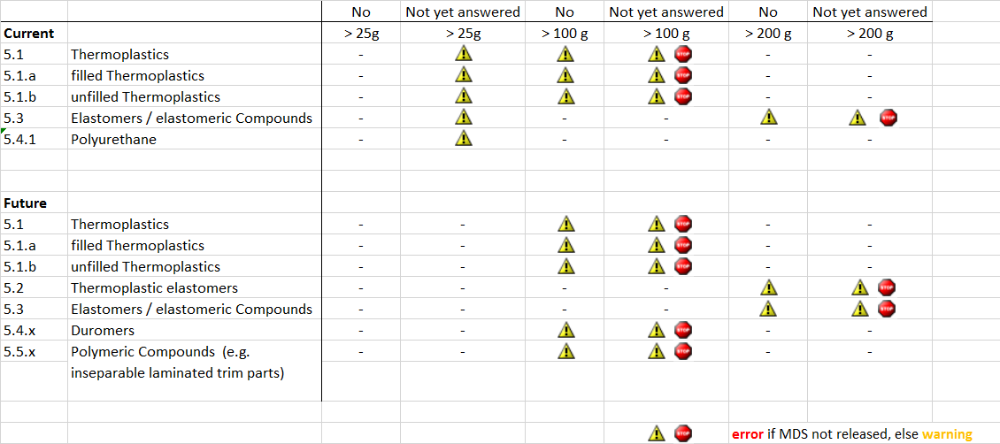 No Not yet answered No Not yet answered No Not yet answered
Current > 25g > 25g > 100 g > 100 g > 200 g > 200 g
5.1 Thermoplastics - STOP - -
5.1.a filled Thermoplastics - STOP - -
5.1.b unfilled Thermoplastics - STOP - -
5.3 Elastomers / elastomeric Compounds - - - STOP
5.4.1 Polyurethane - - - - -
Future
5.1 Thermoplastics - - STOP - -
5.1.a filled Thermoplastics - - STOP - -
5.1.b unfilled Thermoplastics - - STOP - -
5.2 Thermoplastic elastomers - - - - STOP
5.3 Elastomers / elastomeric Compounds - - - - STOP
5.4.x Duromers - - STOP - -
5.5.x Polymeric Compounds (e.g. - - STOP - -
inseparable laminated trim parts)
STOP error if MDS not released, else warning